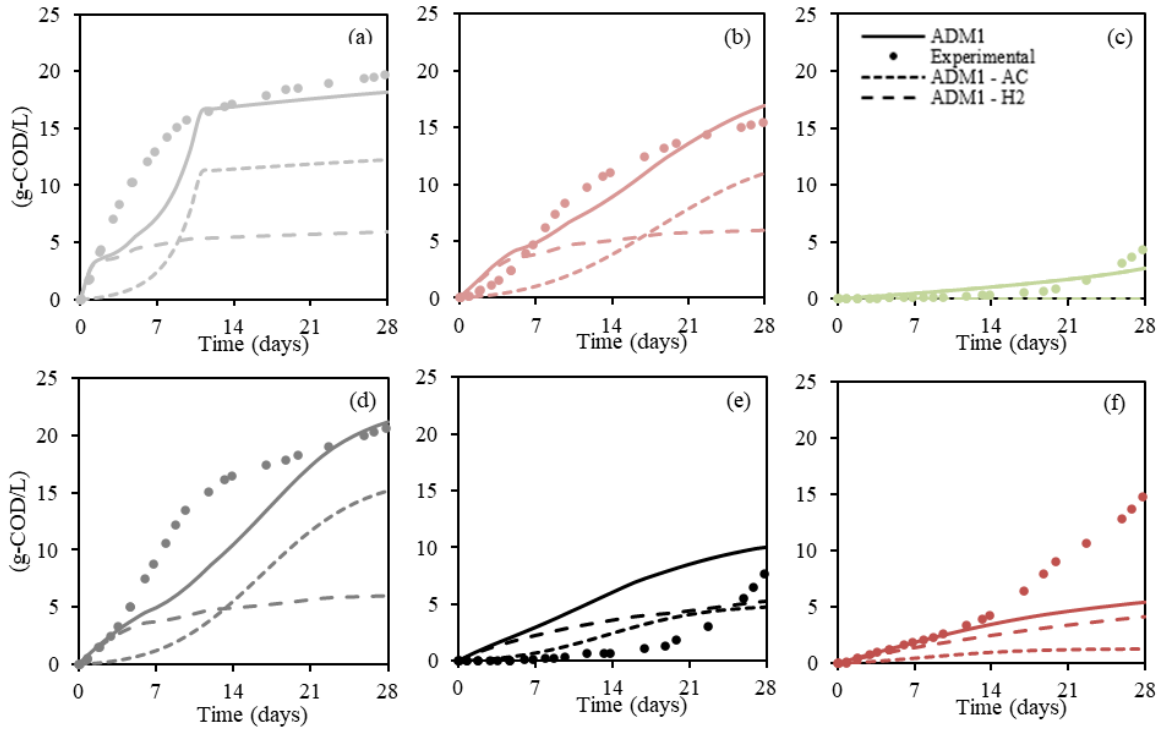 (a)
25
20
15
10
5
0
(g-COD/L)
0 7 14 21 28
Time (days)
(b)
25
20
15
10
5
0
0 7 14 21 28
Time (days)
(c)
ADM1
Experimental
ADM1 - AC
ADM1 - H2
25
20
15
10
5
0
0 7 14 21 28
Time (days)
(d)
25
20
15
10
5
0
(g-COD/L)
0 7 14 21 28
Time (days)
(e)
25
20
15
10
5
0
0 7 14 21 28
Time (days)
(f)
25
20
15
10
5
0
0 7 14 21 28
Time (days)